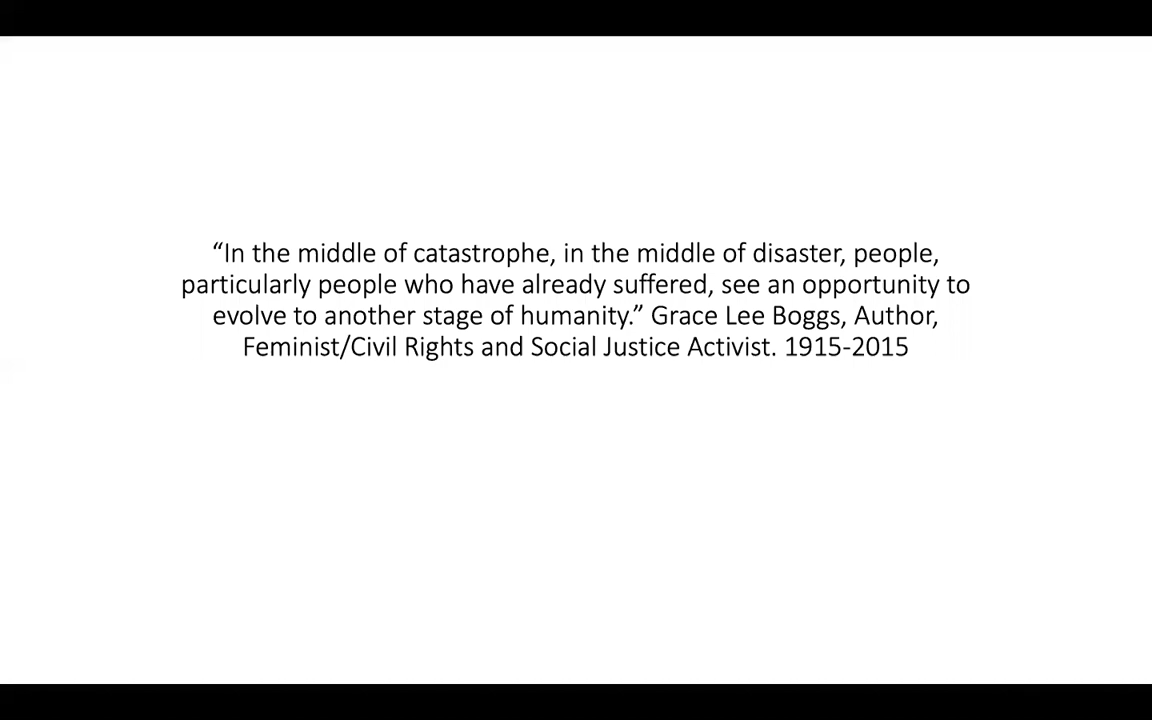 “In the middle of catastrophe, in the middle of disaster, people,
particularly people who have already suffered, see an opportunity to
evolve to another stage of humanity.” Grace Lee Boggs, Author,
Feminist/Civil Rights and Social Justice Activist. 1915-2015